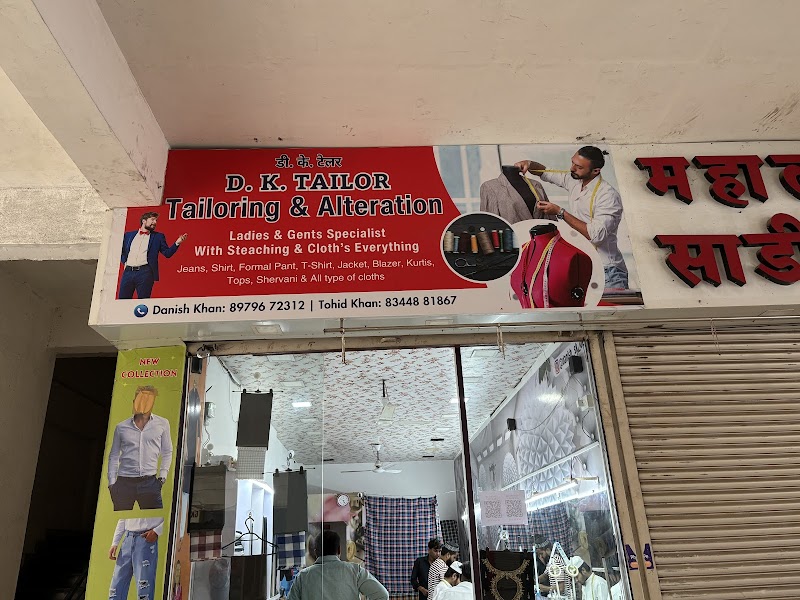 डी. के. टेलर
D. K. TAILOR
Tailoring & Alteration
Ladies & Gents Specialist
With Steaching & Cloth's Everything
Jeans, Shirt, Formal Pant, T-Shirt, Jacket, Blazer, Kurtis,
Tops, Shervani & All type of cloths
Danish Khan: 89796 72312 | Tohid Khan: 83448 81867
साडी
NEW
COLLECTION